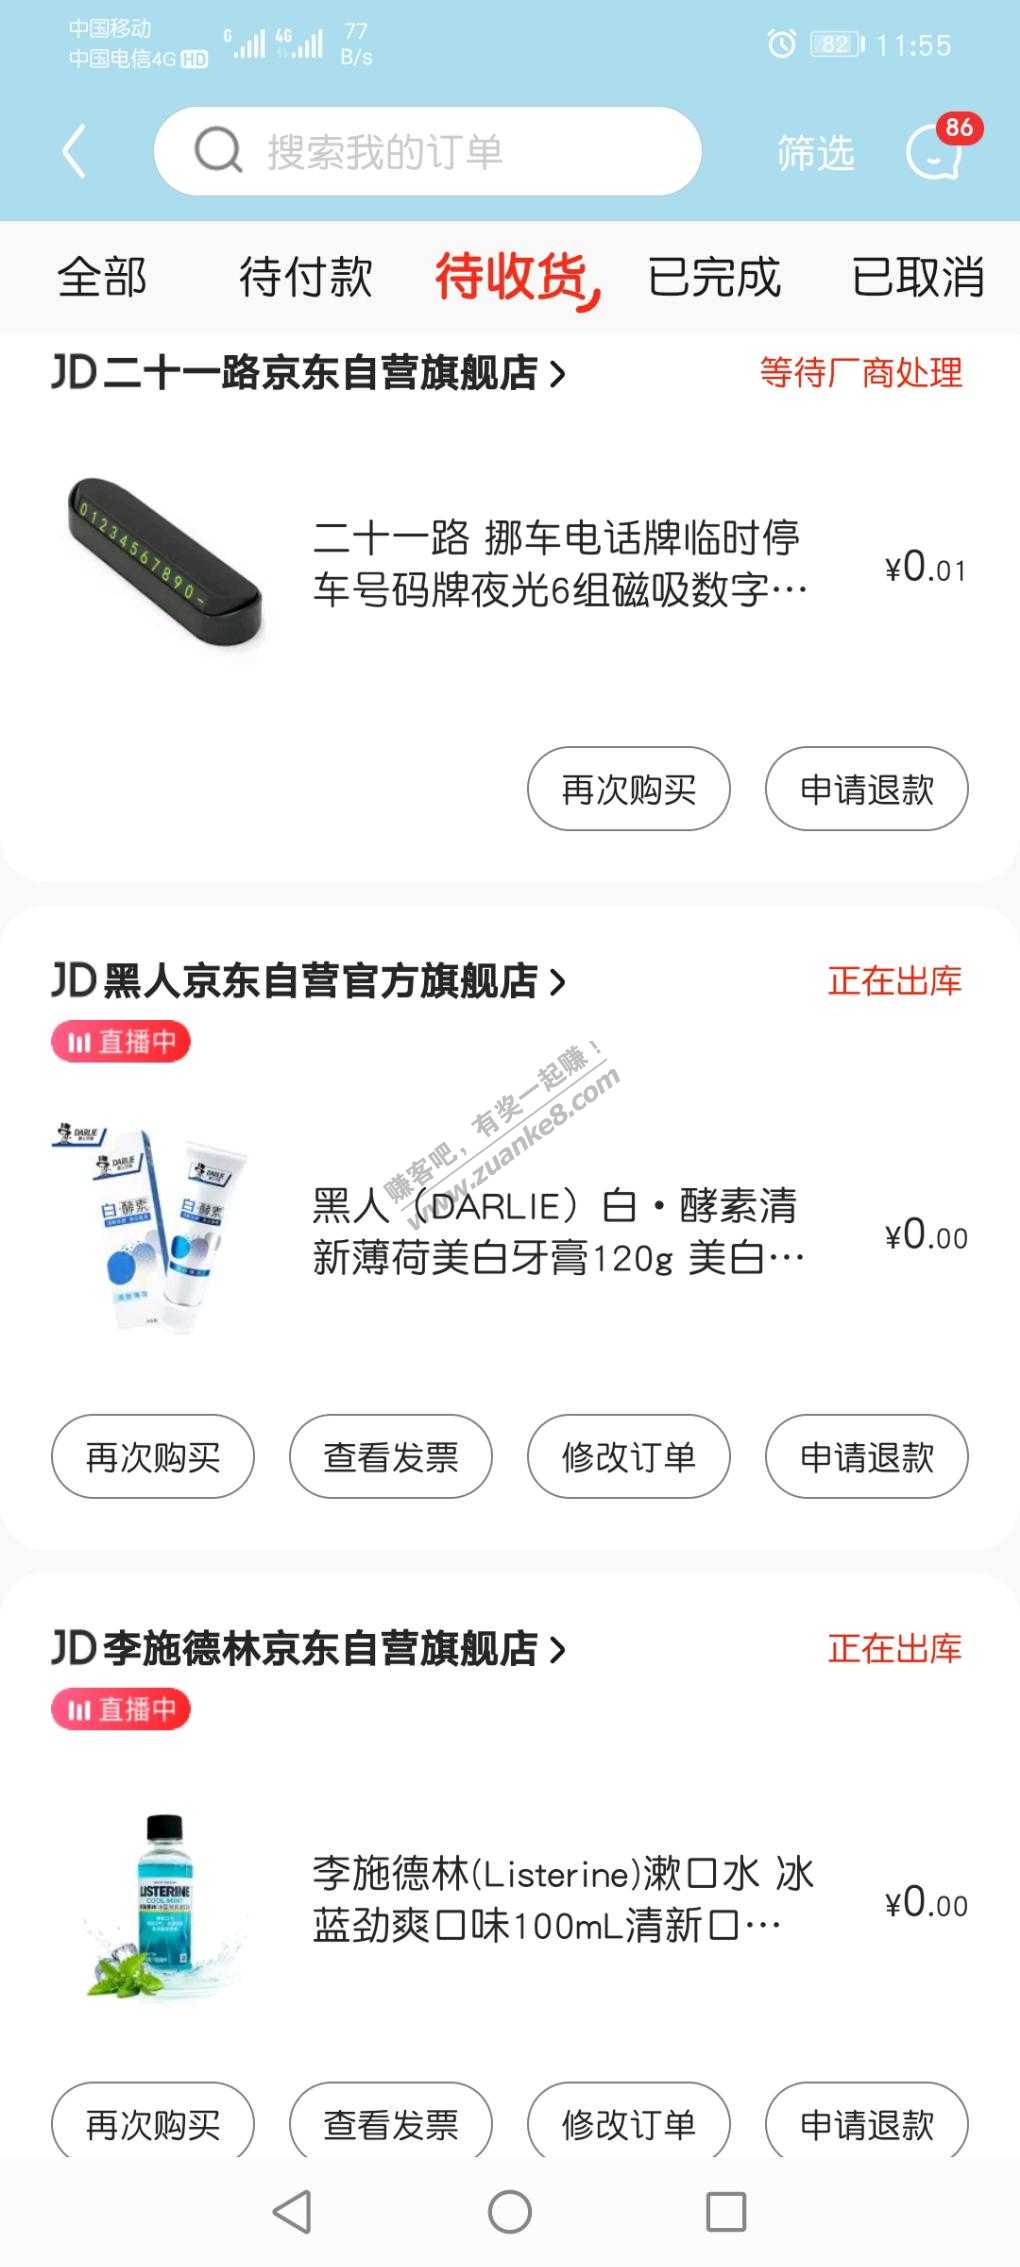 中国移动
中国电信4G HD
G 4G 77 B/s
82 11:55
搜索我的订单 筛选 86
全部 待付款 待收货 已完成 已取消
JD 二十一路京东自营旗舰店 > 等待厂商处理
01234567890-
二十一路 挪车电话牌临时停
车号码牌夜光6组磁吸数字…
¥0.01
再次购买 申请退款
JD 黑人京东自营官方旗舰店 > 正在出库
直播中
赚客吧，有奖一起赚！
www.zuanke8.com
DARLIE
DARLIE
DARLIE
白·酵素
白·酵素
黑人（DARLIE）白·酵素清
新薄荷美白牙膏120g 美白…
¥0.00
再次购买 查看发票 修改订单 申请退款
JD 李施德林京东自营旗舰店 > 正在出库
直播中
LISTERINE
COOL MINT
李施德林(Listerine)漱口水 冰
蓝劲爽口味100mL清新口…
¥0.00
再次购买 查看发票 修改订单 申请退款